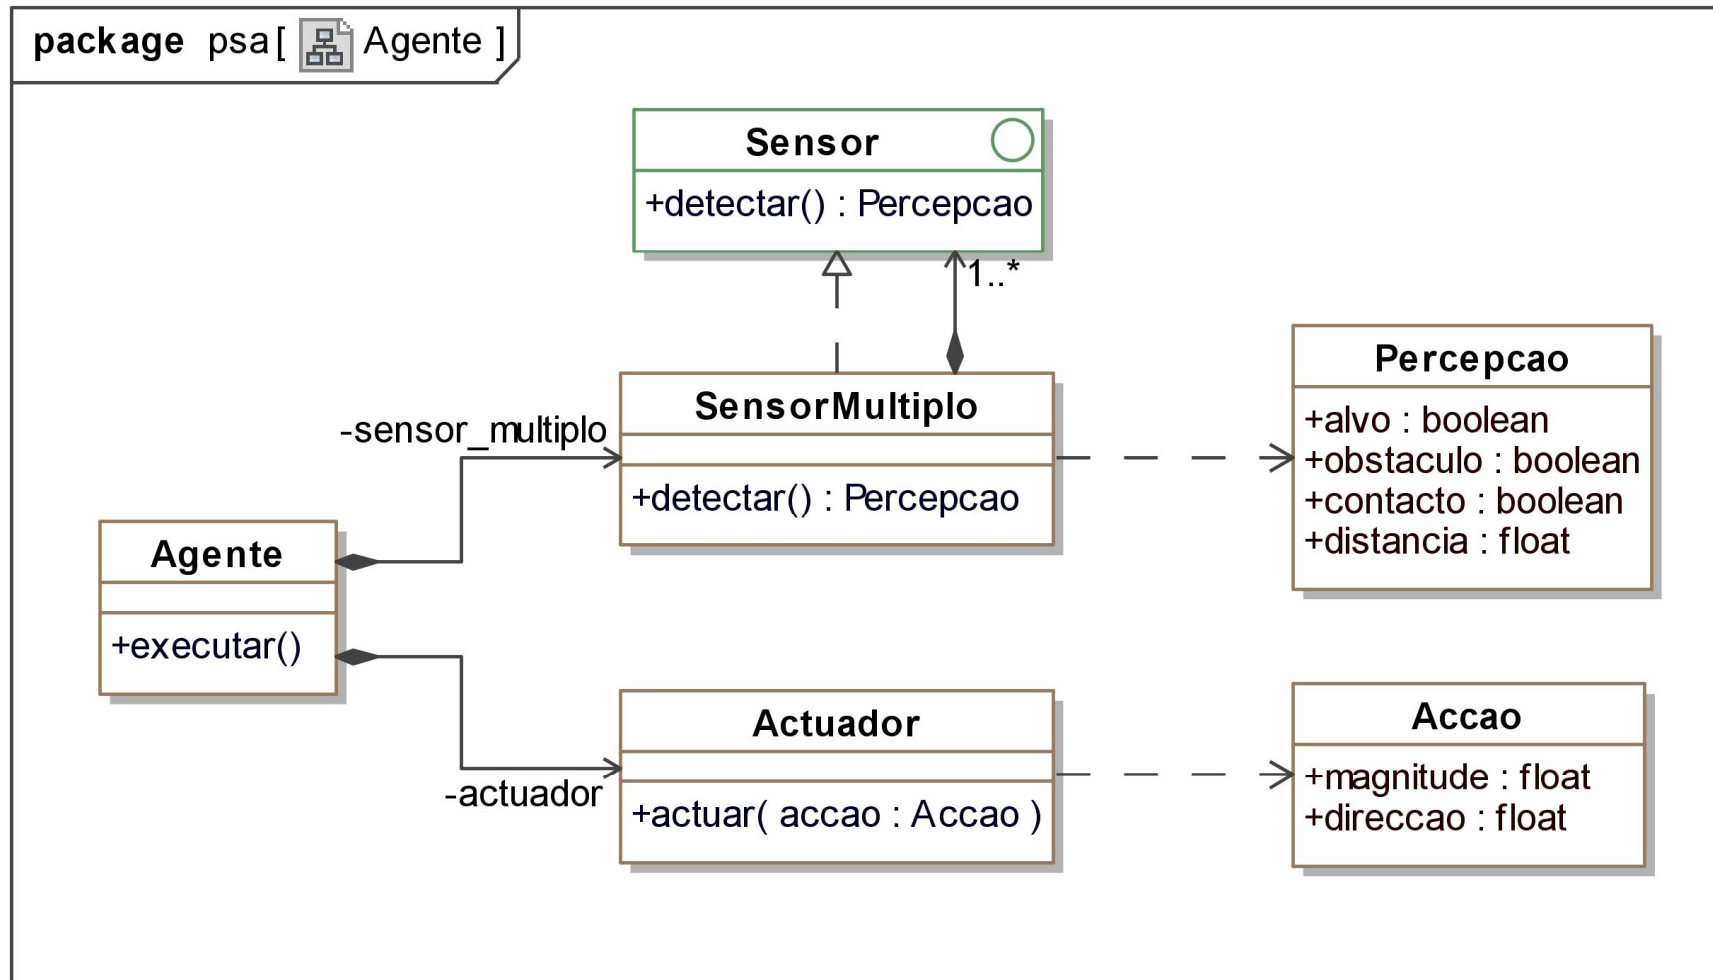 package psa[ Agente ]
Sensor
+detectar() : Percepcao
1..*
SensorMultiplo
+detectar() : Percepcao
-sensor_multiplo
Percepcao
+alvo : boolean
+obstaculo : boolean
+contacto : boolean
+distancia : float
Agente
+executar()
-actuador
Actuador
+actuar( accao : Accao )
Accao
+magnitude : float
+direccao : float